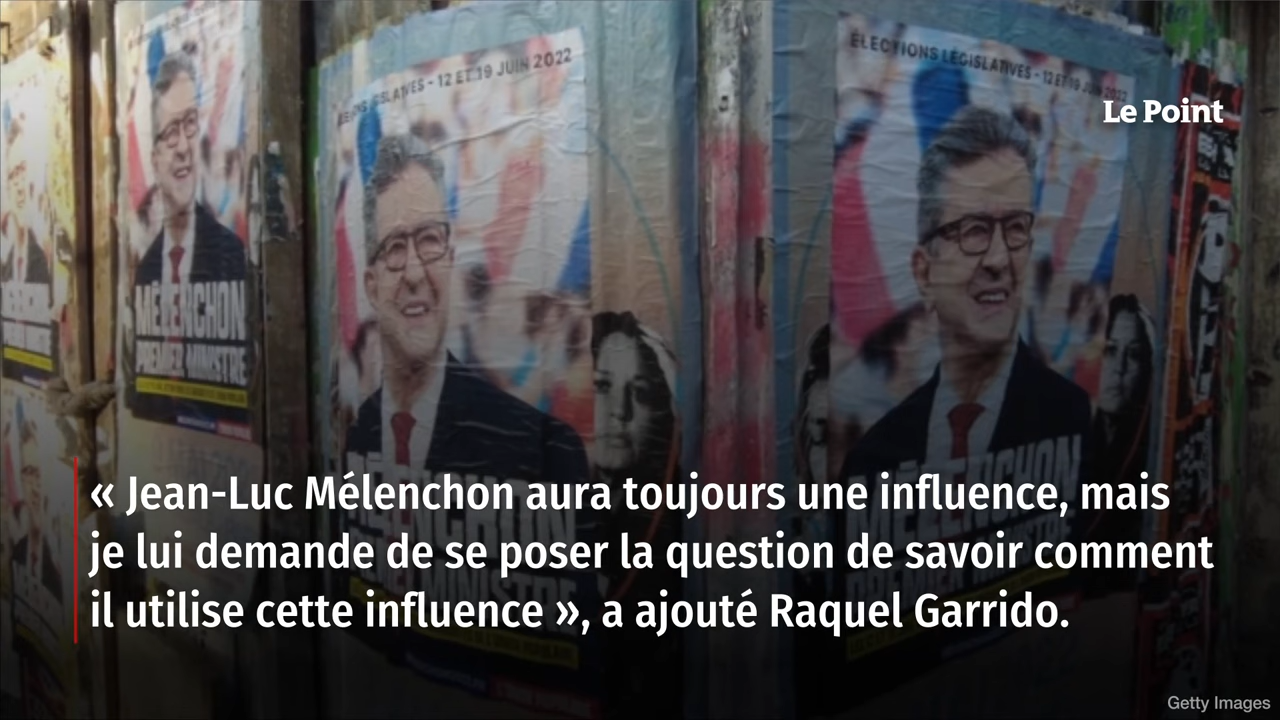 ÉLECTIONS LÉGISLATIVES - 12 ET 19 JUIN 2022
Le Point
MÉLENCHON
PREMIER MINISTRE
« Jean-Luc Mélenchon aura toujours une influence, mais
je lui demande de se poser la question de savoir comment
il utilise cette influence », a ajouté Raquel Garrido.
Getty Images